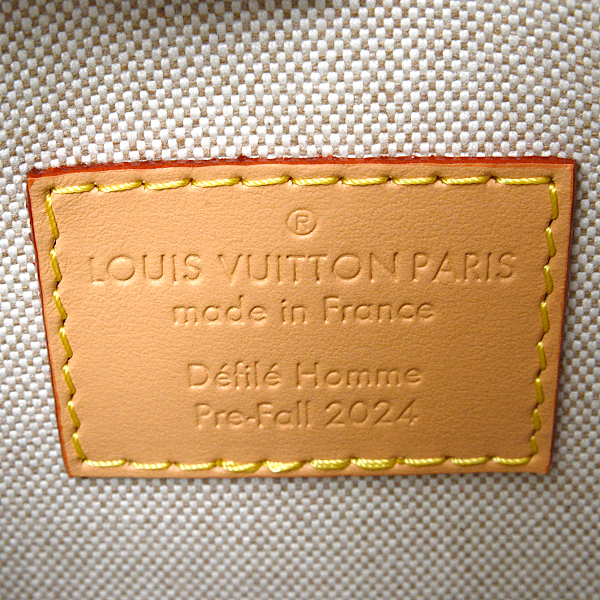 ®
LOUIS VUITTON PARIS
made in France
Défilé Homme
Pre-Fall 2024